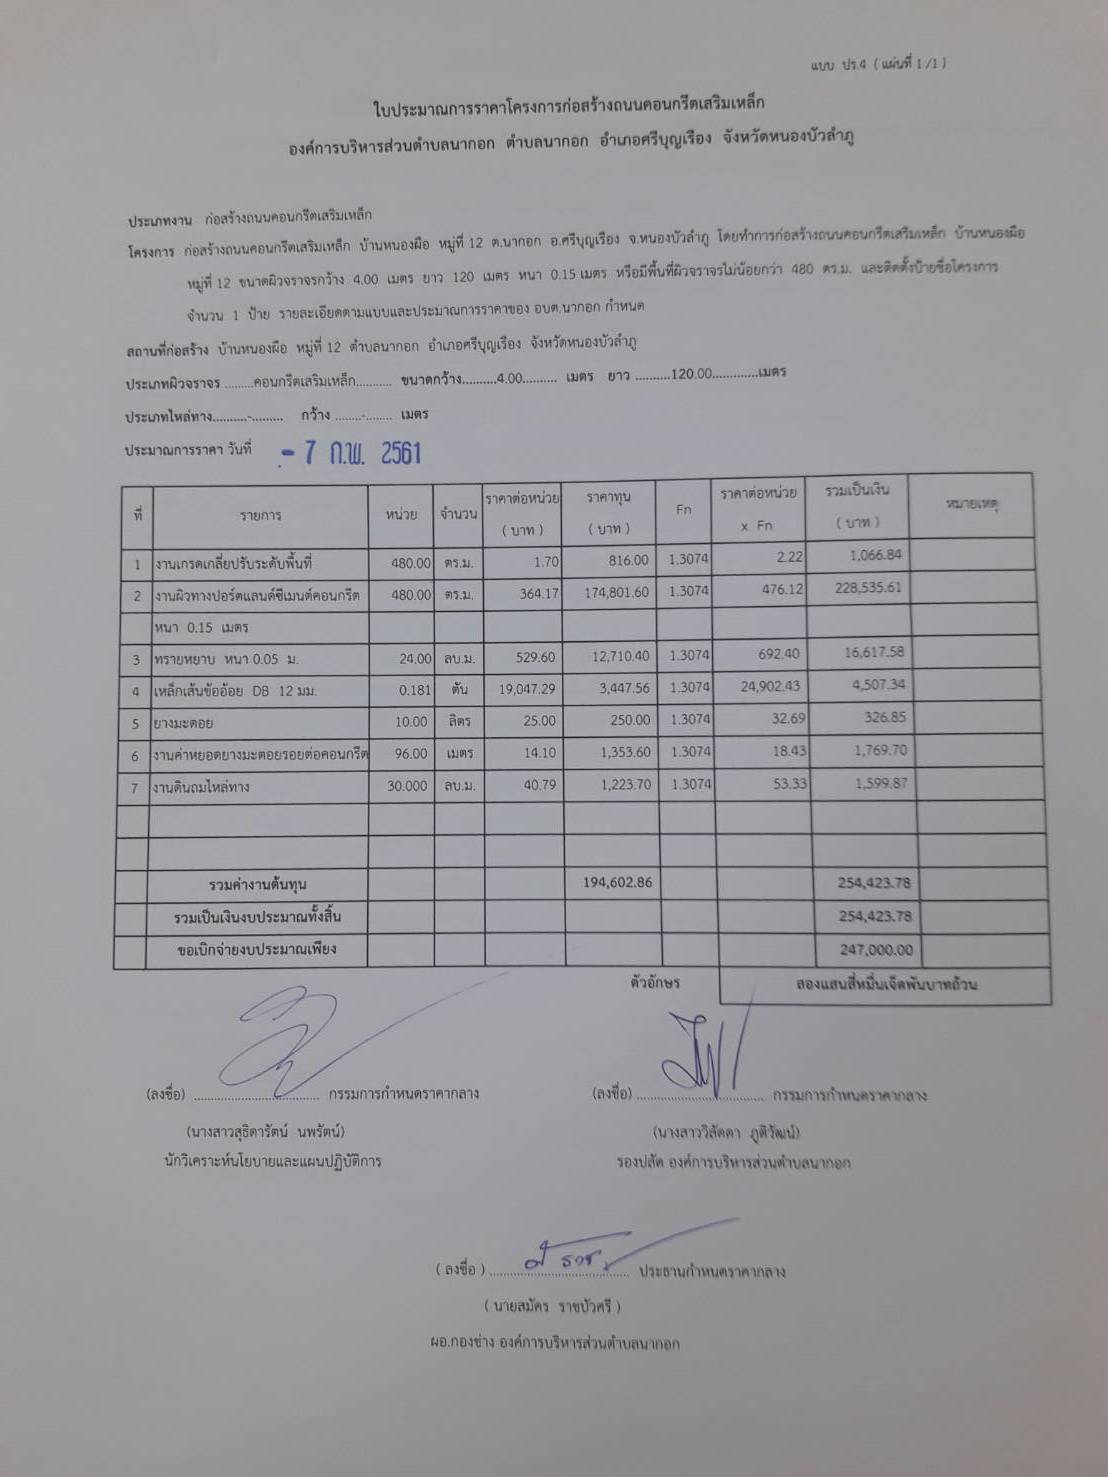 แบบ ปร.4 ( แผ่นที่ 1 /1 )
ใบประมาณการราคาโครงการก่อสร้างถนนคอนกรีตเสริมเหล็ก
องค์การบริหารส่วนตำบลนากอก ตำบลนากอก อำเภอศรีบุญเรือง จังหวัดหนองบัวลำภู
ประเภทงาน ก่อสร้างถนนคอนกรีตเสริมเหล็ก
โครงการ ก่อสร้างถนนคอนกรีตเสริมเหล็ก บ้านหนองผือ หมู่ที่ 12 ต.นากอก อ.ศรีบุญเรือง จ.หนองบัวลำภู โดยทำการก่อสร้างถนนคอนกรีตเสริมเหล็ก บ้านหนองผือ
หมู่ที่ 12 ขนาดผิวจราจรกว้าง 4.00 เมตร ยาว 120 เมตร หนา 0.15 เมตร หรือมีพื้นที่ผิวจราจรไม่น้อยกว่า 480 ตร.ม. และติดตั้งป้ายชื่อโครงการ
จำนวน 1 ป้าย รายละเอียดตามแบบและประมาณการราคาของ อบต.นากอก กำหนด
สถานที่ก่อสร้าง บ้านหนองผือ หมู่ที่ 12 ตำบลนากอก อำเภอศรีบุญเรือง จังหวัดหนองบัวลำภู
ประเภทผิวจราจร .........คอนกรีตเสริมเหล็ก.......... ขนาดกว้าง..........4.00.......... เมตร ยาว ..........120.00.............เมตร
ประเภทไหล่ทาง..........-......... กว้าง ........-........ เมตร
ประมาณการราคา วันที่ - 7 ก.พ. 2561
ที่ รายการ หน่วย จำนวน ราคาต่อหน่วย ( บาท ) ราคาทุน ( บาท ) Fn ราคาต่อหน่วย x Fn รวมเป็นเงิน ( บาท ) หมายเหตุ
1 งานเกรดเกลี่ยปรับระดับพื้นที่ 480.00 ตร.ม. 1.70 816.00 1.3074 2.22 1,066.84
2 งานผิวทางปอร์ตแลนด์ซีเมนต์คอนกรีต 480.00 ตร.ม. 364.17 174,801.60 1.3074 476.12 228,535.61
หนา 0.15 เมตร
3 ทรายหยาบ หนา 0.05 ม. 24.00 ลบ.ม. 529.60 12,710.40 1.3074 692.40 16,617.58
4 เหล็กเส้นข้ออ้อย DB 12 มม. 0.181 ตัน 19,047.29 3,447.56 1.3074 24,902.43 4,507.34
5 ยางมะตอย 10.00 ลิตร 25.00 250.00 1.3074 32.69 326.85
6 งานค่าหยอดยางมะตอยรอยต่อคอนกรีต 96.00 เมตร 14.10 1,353.60 1.3074 18.43 1,769.70
7 งานดินถมไหล่ทาง 30.000 ลบ.ม. 40.79 1,223.70 1.3074 53.33 1,599.87
รวมค่างานต้นทุน 194,602.86 254,423.78
รวมเป็นเงินงบประมาณทั้งสิ้น 254,423.78
ขอเบิกจ่ายงบประมาณเพียง 247,000.00
ตัวอักษร สองแสนสี่หมื่นเจ็ดพันบาทถ้วน
(ลงชื่อ) .................................. กรรมการกำหนดราคากลาง (ลงชื่อ) .................................. กรรมการกำหนดราคากลาง
(นางสาวสุธิดารัตน์ นพรัตน์) (นางสาววิลัดดา ภูติวัฒน์)
นักวิเคราะห์นโยบายและแผนปฏิบัติการ รองปลัด องค์การบริหารส่วนตำบลนากอก
( ลงชื่อ ) .................................. ประธานกำหนดราคากลาง
( นายสมัคร ราชบัวศรี )
ผอ.กองช่าง องค์การบริหารส่วนตำบลนากอก